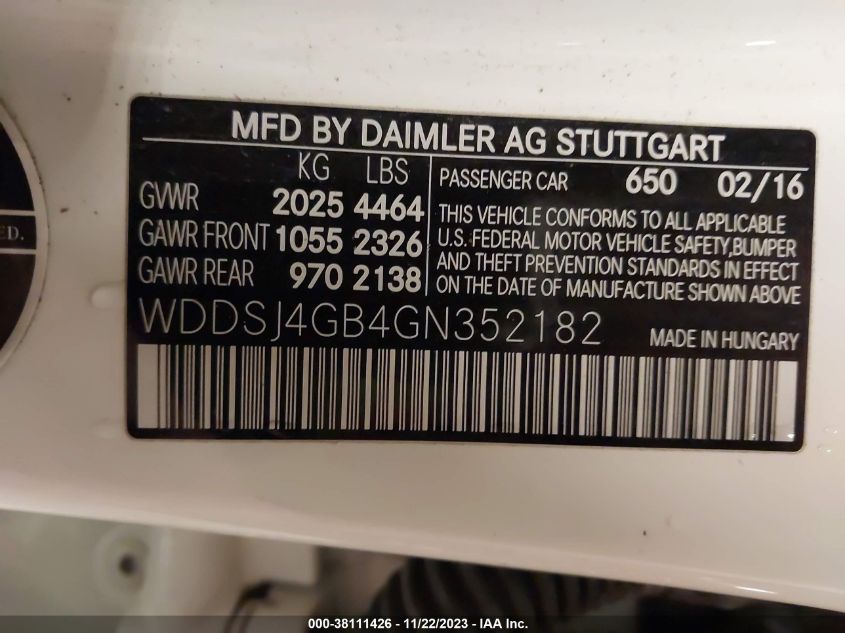 MFD BY DAIMLER AG STUTTGART
KG LBS
GVWR 2025 4464
GAWR FRONT 1055 2326
GAWR REAR 970 2138
PASSENGER CAR 650 02/16
THIS VEHICLE CONFORMS TO ALL APPLICABLE
U.S. FEDERAL MOTOR VEHICLE SAFETY,BUMPER
AND THEFT PREVENTION STANDARDS IN EFFECT
ON THE DATE OF MANUFACTURE SHOWN ABOVE
WDDSJ4GB4GN352182 MADE IN HUNGARY
000-38111426 - 11/22/2023 - IAA Inc.